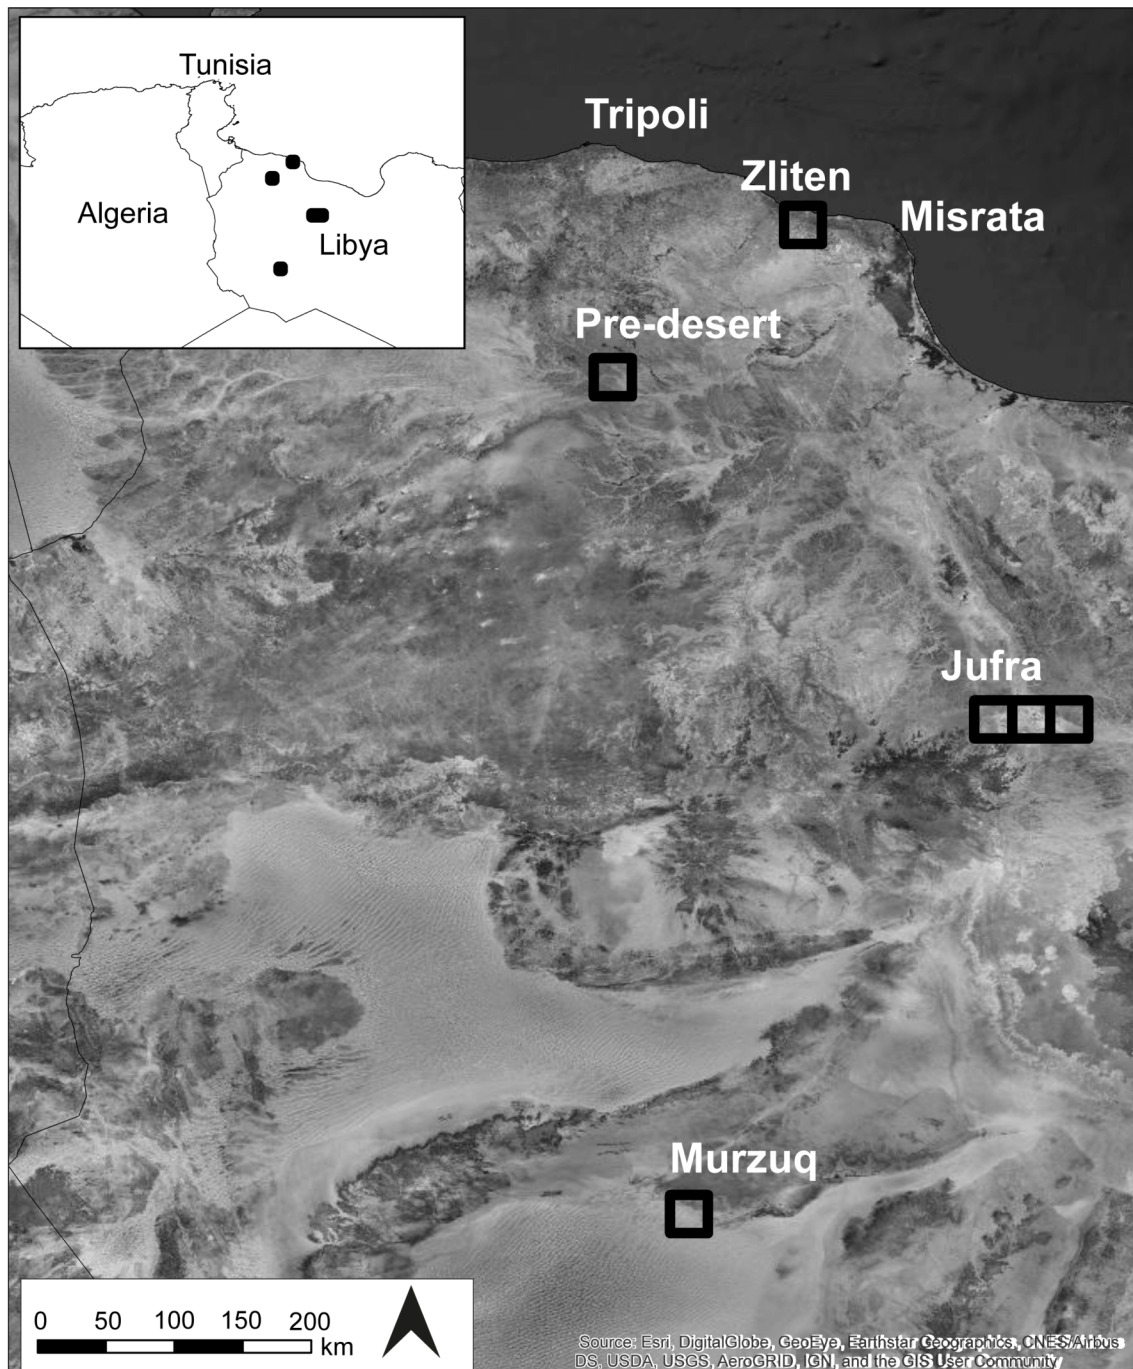 Tunisia
Algeria
Libya
Tripoli
Zliten
Misrata
Pre-desert
Jufra
Murzuq
0 50 100 150 200
km
Source: Esri, DigitalGlobe, GeoEye, Earthstar Geographics, CNES/Airbus
DS, USDA, USGS, AeroGRID, IGN, and the GIS User Community